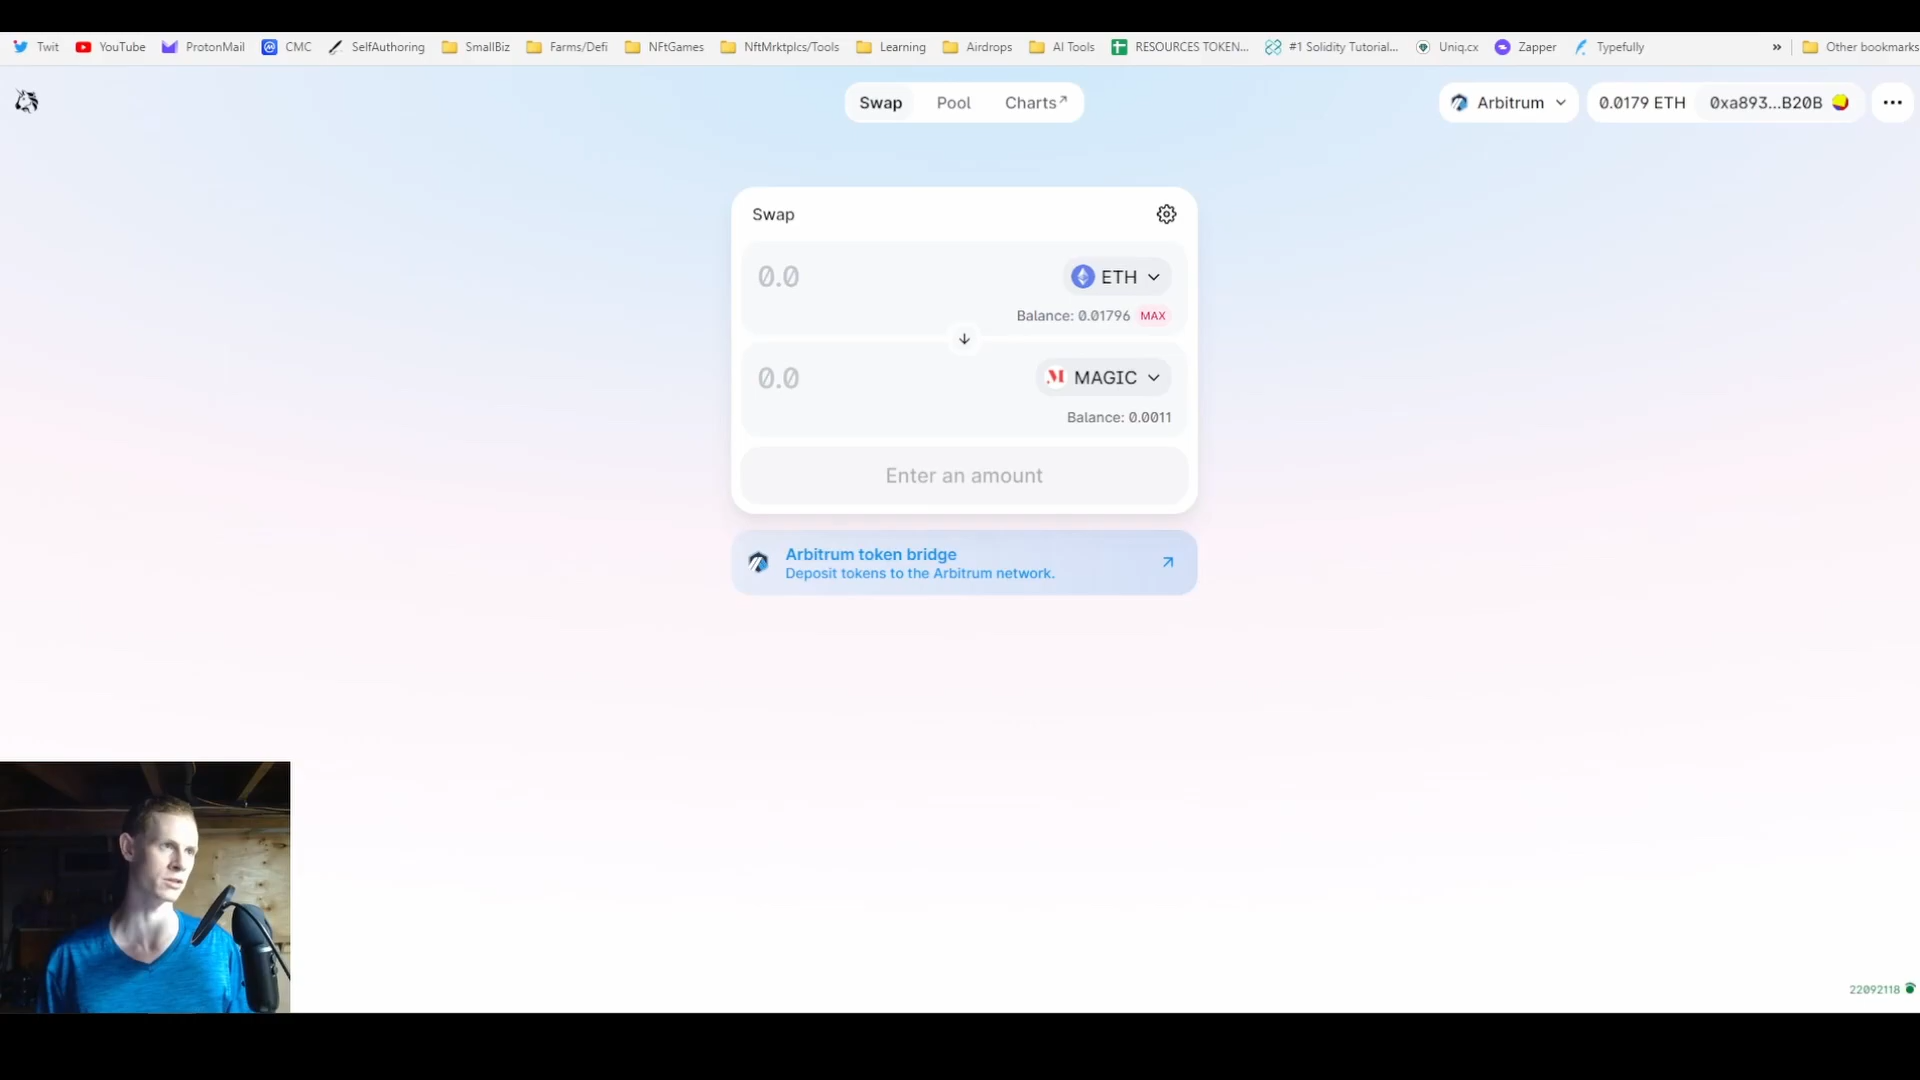 Twit YouTube ProtonMail CMC SelfAuthoring SmallBiz Farms/Defi NFtGames NftMrktplcs/Tools Learning Airdrops AI Tools RESOURCES TOKEN... #1 Solidity Tutorial... Uniq.cx Zapper Typefully » Other bookmarks
Swap Pool Charts↗ Arbitrum 0.0179 ETH 0xa893...B20B ...
Swap
0.0 ETH
Balance: 0.01796 MAX
0.0 MAGIC
Balance: 0.0011
Enter an amount
Arbitrum token bridge
Deposit tokens to the Arbitrum network.
22092118